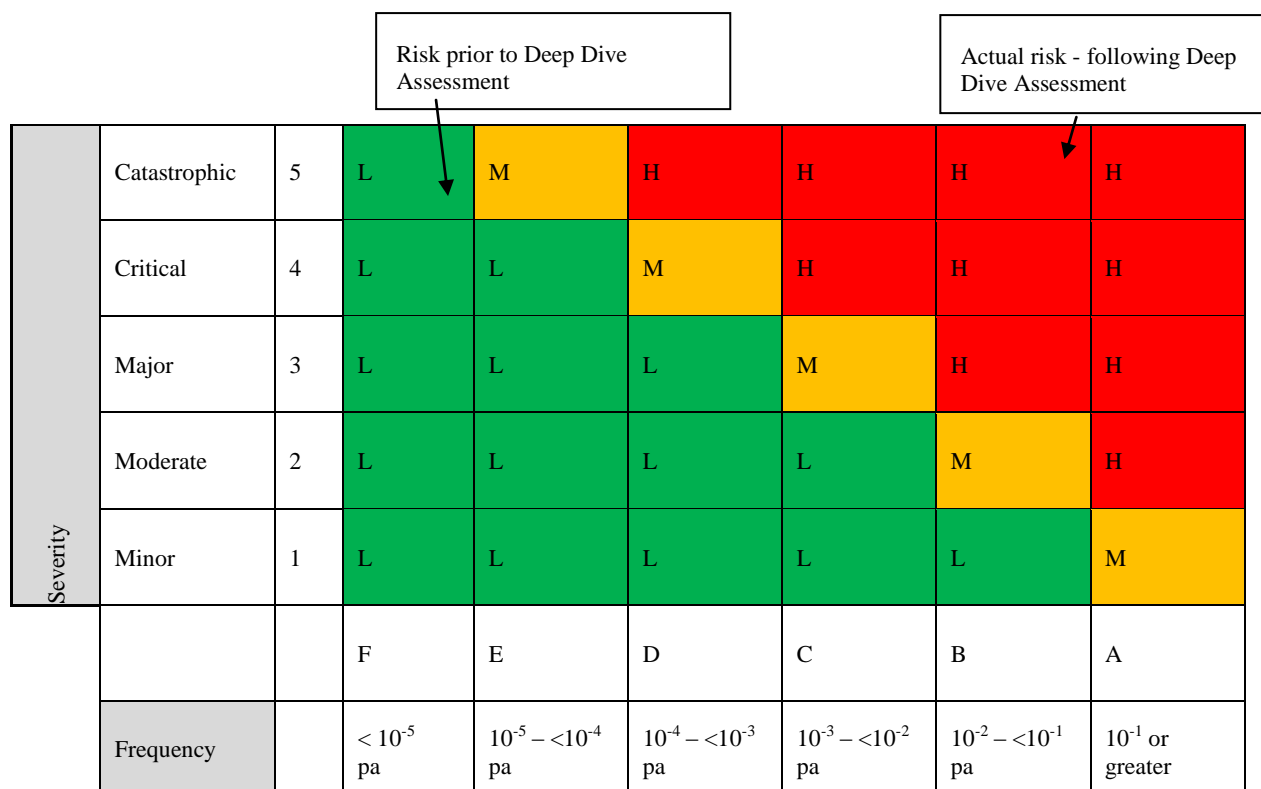 Risk prior to Deep Dive
Assessment
Actual risk - following Deep
Dive Assessment
Severity
Catastrophic 5 L M H H H H
Critical 4 L L M H H H
Major 3 L L L M H H
Moderate 2 L L L L M H
Minor 1 L L L L L M
F E D C B A
Frequency < 10⁻⁵ pa 10⁻⁵ – <10⁻⁴ pa 10⁻⁴ – <10⁻³ pa 10⁻³ – <10⁻² pa 10⁻² – <10⁻¹ pa 10⁻¹ or greater